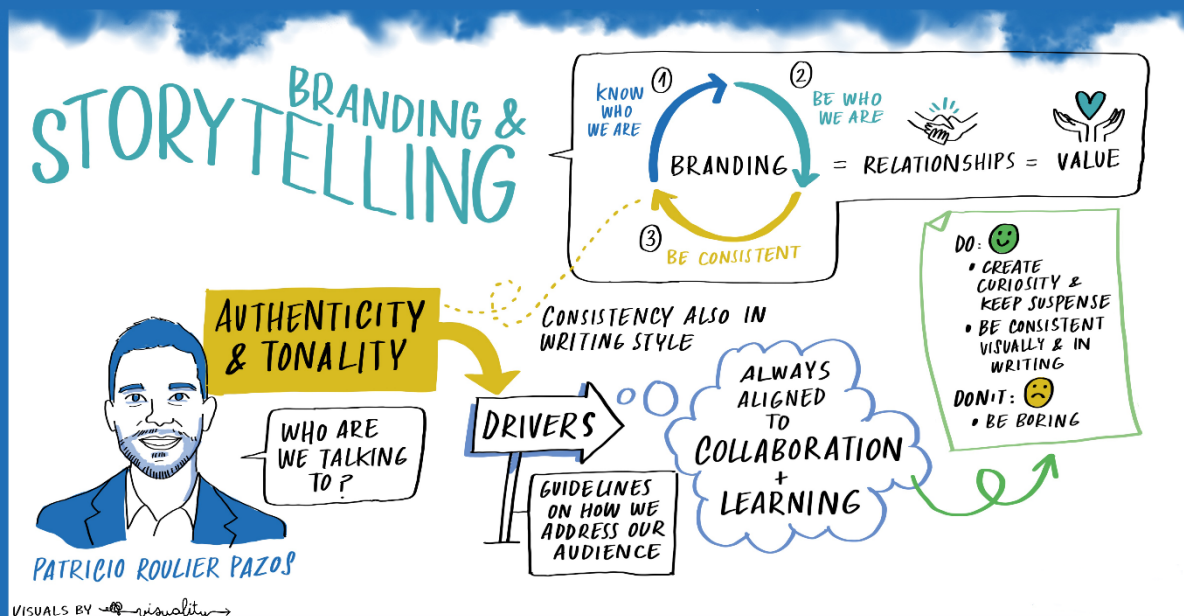 BRANDING &
STORYTELLING
①
KNOW
WHO
WE ARE
②
BE WHO
WE ARE
BRANDING = RELATIONSHIPS = VALUE
③
BE CONSISTENT
AUTHENTICITY
& TONALITY
CONSISTENCY ALSO IN
WRITING STYLE
WHO ARE
WE TALKING
TO?
PATRICIO ROULIER PAZOS
DRIVERS
GUIDELINES
ON HOW WE
ADDRESS OUR
AUDIENCE
ALWAYS
ALIGNED
TO
COLLABORATION
+
LEARNING
DO:
• CREATE
CURIOSITY &
KEEP SUSPENSE
• BE CONSISTENT
VISUALLY & IN
WRITING
DON'T:
• BE BORING
VISUALS BY visuality